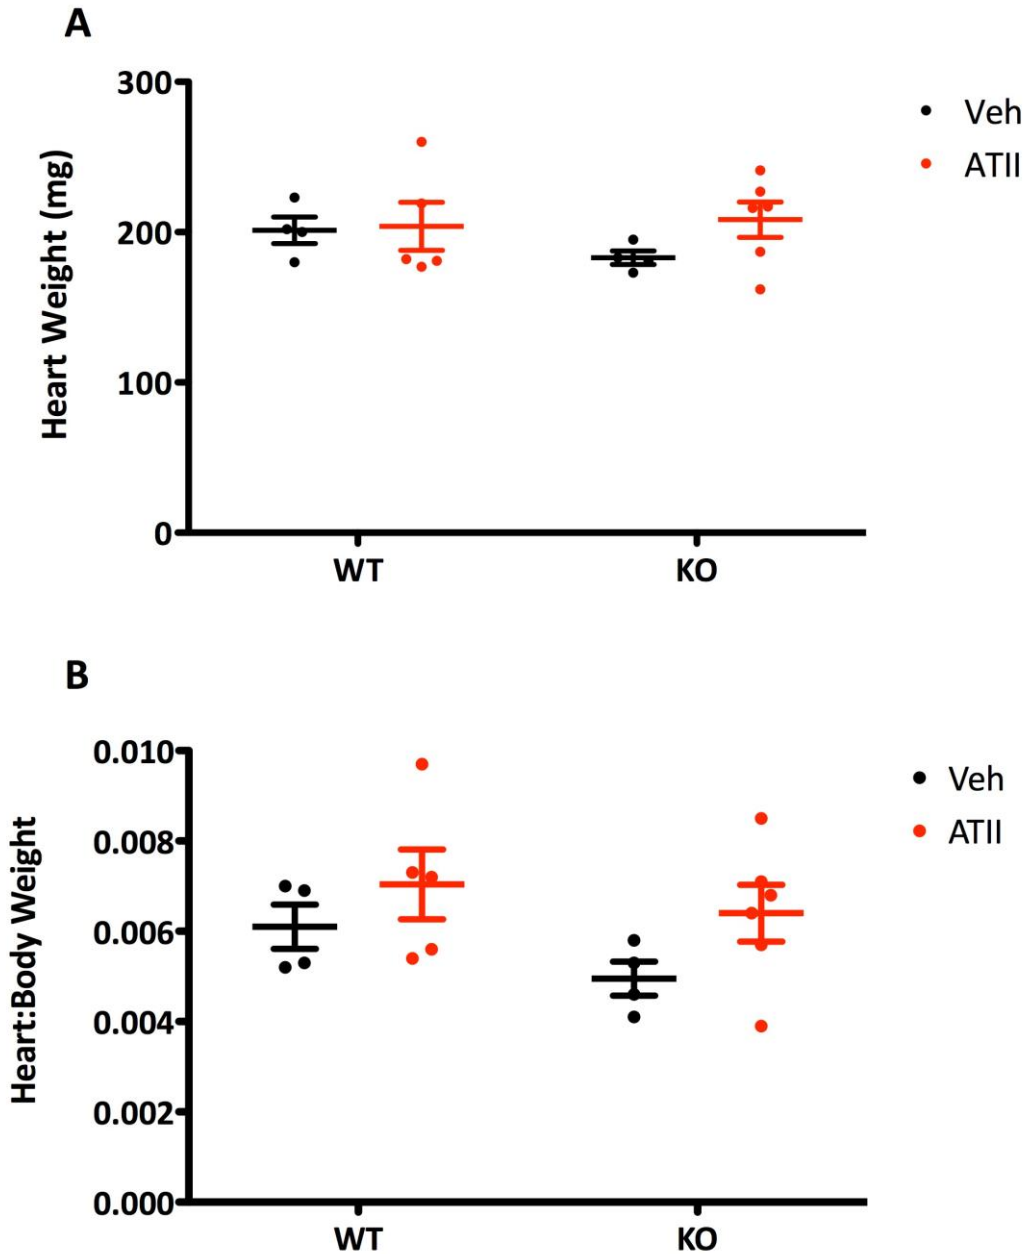 A
300
200
100
0
Heart Weight (mg)
WT
KO
Veh
ATII
B
0.010
0.008
0.006
0.004
0.002
0.000
Heart:Body Weight
WT
KO
Veh
ATII